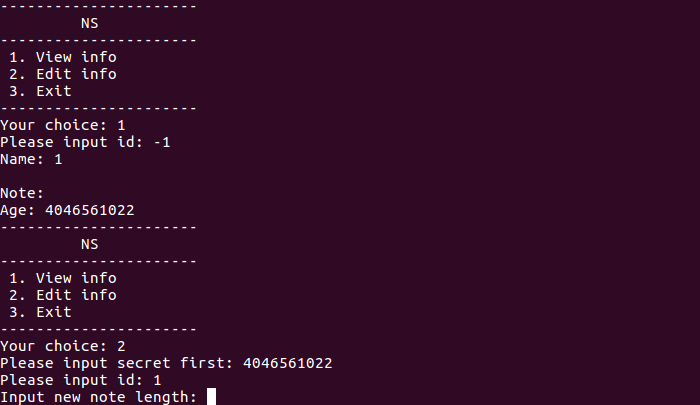 ----------------------
NS
----------------------
1. View info
2. Edit info
3. Exit
----------------------
Your choice: 1
Please input id: -1
Name: 1
Note:
Age: 4046561022
----------------------
NS
----------------------
1. View info
2. Edit info
3. Exit
----------------------
Your choice: 2
Please input secret first: 4046561022
Please input id: 1
Input new note length: